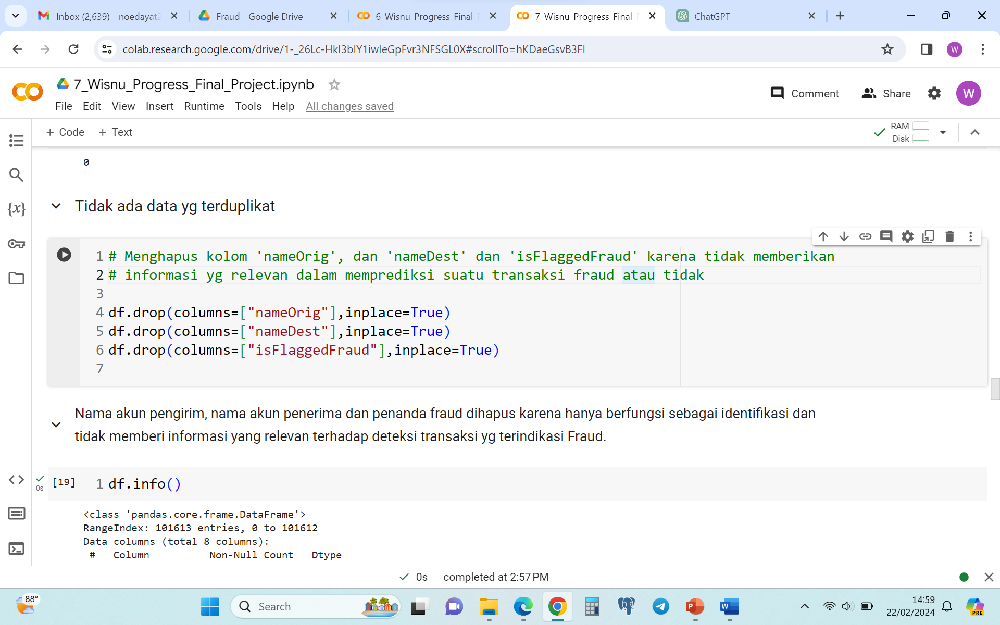 Inbox (2,639) - noedayat2
Fraud - Google Drive
6_Wisnu_Progress_Final_
7_Wisnu_Progress_Final_
ChatGPT
colab.research.google.com/drive/1-_26Lc-HkI3bIY1iwIeGpFvr3NFSGL0X#scrollTo=hKDaeGsvB3FI
W
7_Wisnu_Progress_Final_Project.ipynb
File Edit View Insert Runtime Tools Help All changes saved
Comment
Share
W
+ Code + Text
RAM
Disk
0
Tidak ada data yg terduplikat
1 # Menghapus kolom 'nameOrig', dan 'nameDest' dan 'isFlaggedFraud' karena tidak memberikan
2 # informasi yg relevan dalam memprediksi suatu transaksi fraud atau tidak
3
4 df.drop(columns=["nameOrig"],inplace=True)
5 df.drop(columns=["nameDest"],inplace=True)
6 df.drop(columns=["isFlaggedFraud"],inplace=True)
7
Nama akun pengirim, nama akun penerima dan penanda fraud dihapus karena hanya berfungsi sebagai identifikasi dan
tidak memberi informasi yang relevan terhadap deteksi transaksi yg terindikasi Fraud.
0s
[19]
1 df.info()
<class 'pandas.core.frame.DataFrame'>
RangeIndex: 101613 entries, 0 to 101612
Data columns (total 8 columns):
# Column Non-Null Count Dtype
{x}
0s completed at 2:57 PM
88°
Search
P
W
14:59
22/02/2024
PRE